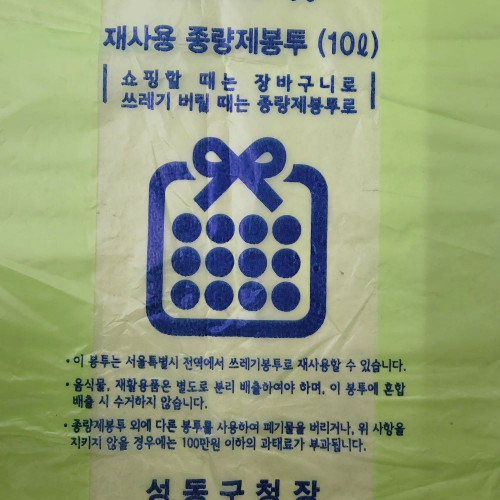 재사용 종량제봉투 (10ℓ)
쇼핑할 때는 장바구니로
쓰레기 버릴 때는 종량제봉투로
• 이 봉투는 서울특별시 전역에서 쓰레기봉투로 재사용할 수 있습니다.
• 음식물, 재활용품은 별도로 분리 배출하여야 하며, 이 봉투에 혼합
배출 시 수거하지 않습니다.
• 종량제봉투 외에 다른 봉투를 사용하여 폐기물을 버리거나, 위 사항을
지키지 않을 경우에는 100만원 이하의 과태료가 부과됩니다.
성동구청장